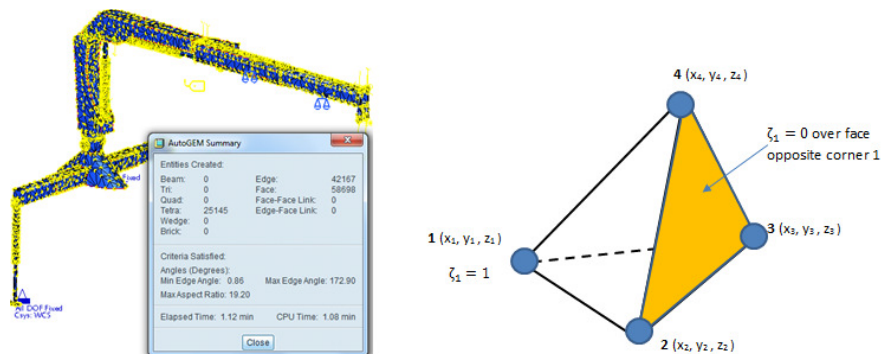 Fixed
All DOF Fixed
Csys: WCS
AutoGEM Summary
Entities Created:
Beam: 0 Edge: 42167
Tri: 0 Face: 58698
Quad: 0 Face-Face Link: 0
Tetra: 25145 Edge-Face Link: 0
Wedge: 0
Brick: 0
Criteria Satisfied:
Angles (Degrees):
Min Edge Angle: 0.86 Max Edge Angle: 172.90
Max Aspect Ratio: 19.20
Elapsed Time: 1.12 min CPU Time: 1.08 min
Close
4 (x₄, y₄ , z₄)
ζ₁ = 0 over face
opposite corner 1
1 (x₁, y₁ , z₁)
3 (x₃, y₃ , z₃)
ζ₁ = 1
2 (x₂, y₂ , z₂)